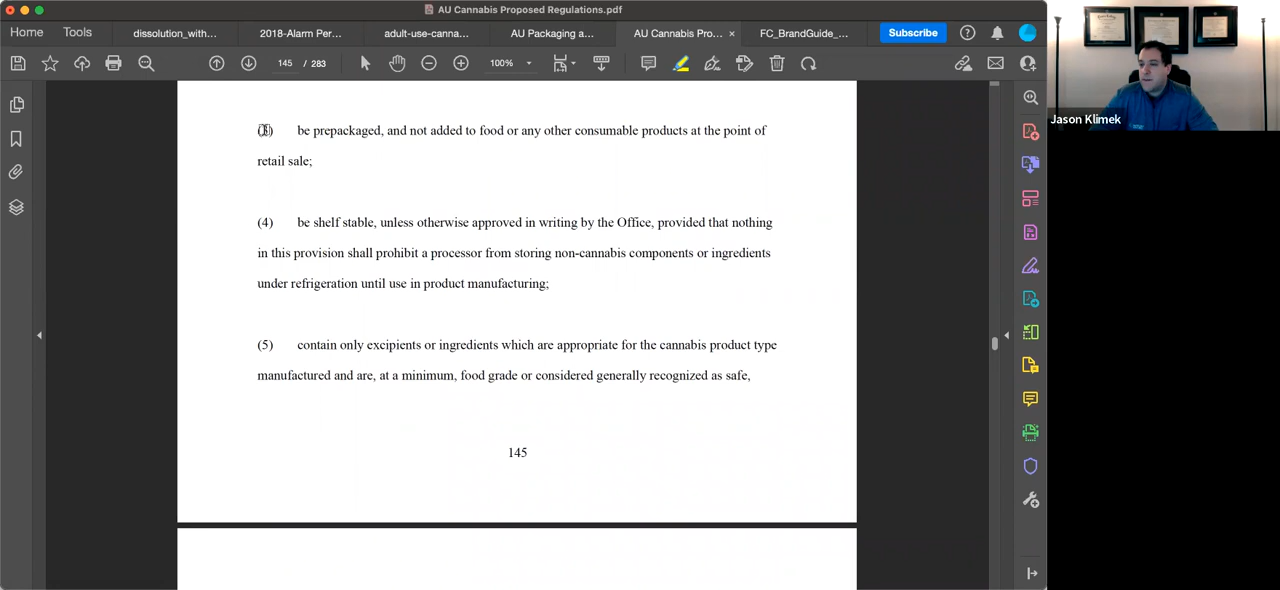 AU Cannabis Proposed Regulations.pdf
Home
Tools
dissolution_with...
2018-Alarm Per...
adult-use-canna...
AU Packaging a...
AU Cannabis Pro... ×
FC_BrandGuide_...
Subscribe
145 / 283
100%
(3) be prepackaged, and not added to food or any other consumable products at the point of
retail sale;
(4) be shelf stable, unless otherwise approved in writing by the Office, provided that nothing
in this provision shall prohibit a processor from storing non-cannabis components or ingredients
under refrigeration until use in product manufacturing;
(5) contain only excipients or ingredients which are appropriate for the cannabis product type
manufactured and are, at a minimum, food grade or considered generally recognized as safe,
145
Jason Klimek